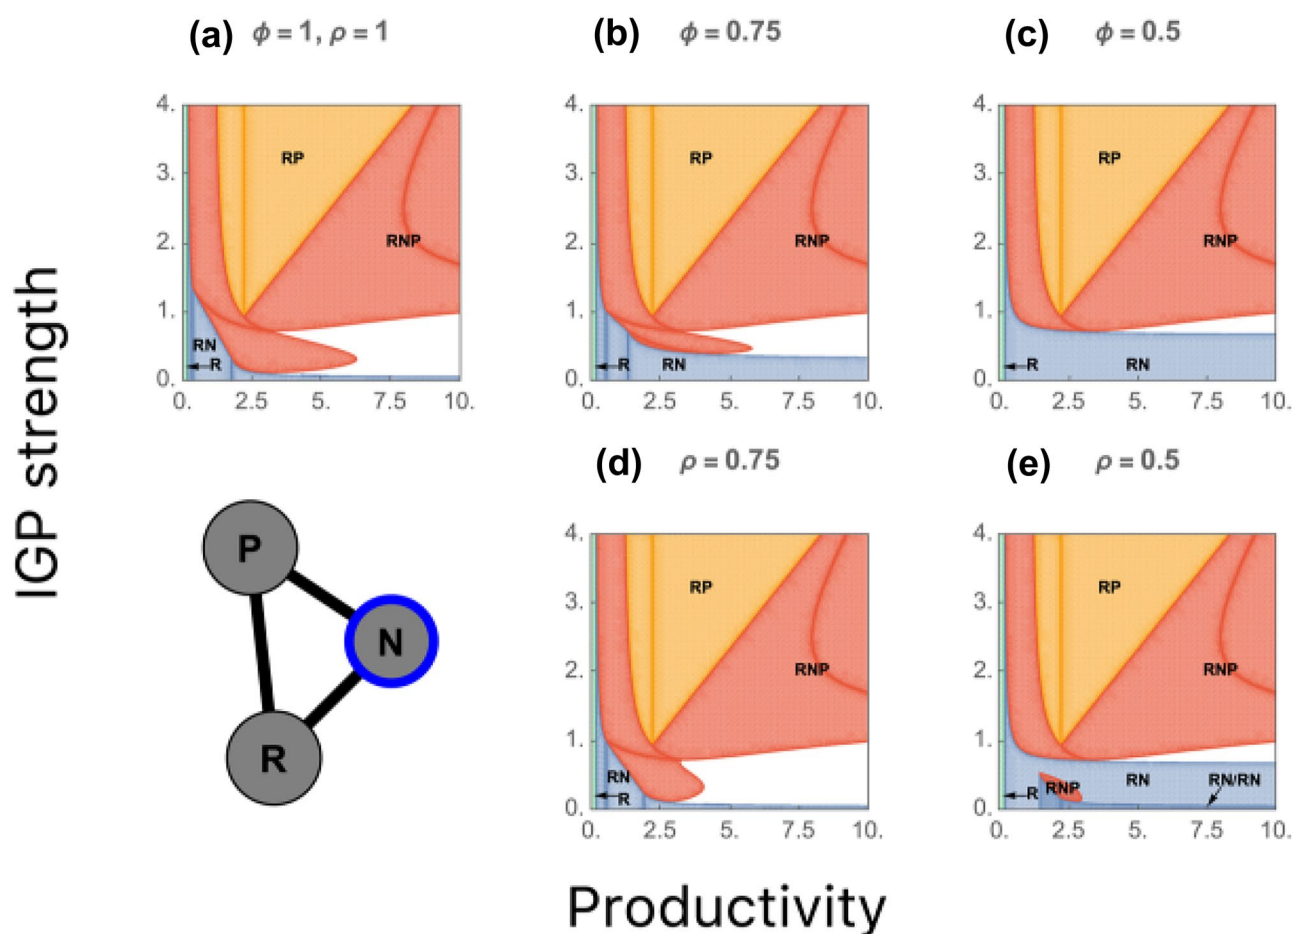 (a) ϕ = 1, ρ = 1
(b) ϕ = 0.75
(c) ϕ = 0.5
4.
3.
2.
1.
0.
RP
RNP
RN
R
0. 2.5 5. 7.5 10.
4.
3.
2.
1.
0.
RP
RNP
R RN
0. 2.5 5. 7.5 10.
4.
3.
2.
1.
0.
RP
RNP
R RN
0. 2.5 5. 7.5 10.
IGP strength
P
N
R
(d) ρ = 0.75
(e) ρ = 0.5
4.
3.
2.
1.
0.
RP
RNP
RN
R
0. 2.5 5. 7.5 10.
4.
3.
2.
1.
0.
RP
RNP
RN RN/RN
R RNP
0. 2.5 5. 7.5 10.
Productivity